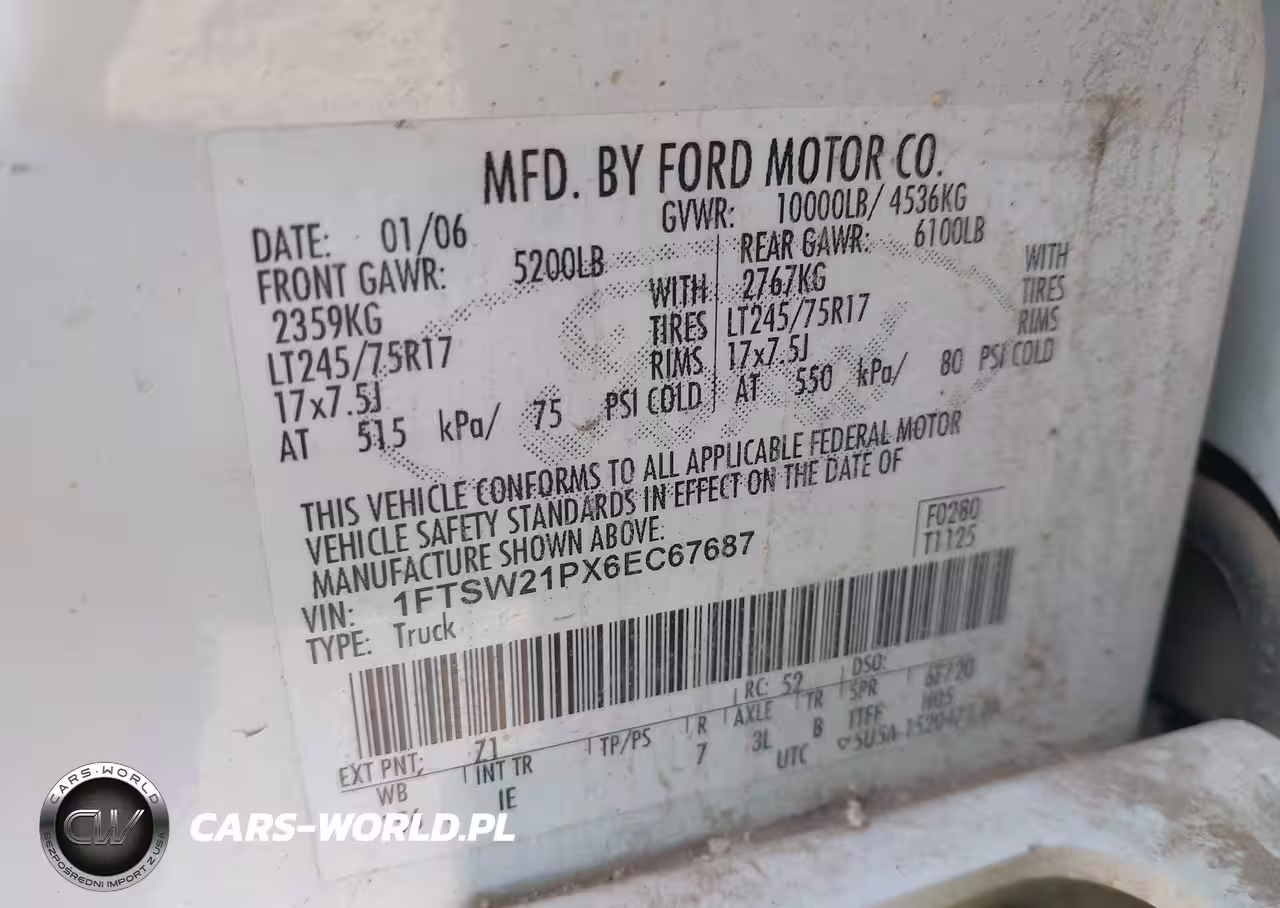 MFD. BY FORD MOTOR CO.
DATE: 01/06 GVWR: 10000LB/ 4536KG
FRONT GAWR: 5200LB REAR GAWR: 6100LB
2359KG WITH 2767KG WITH
LT245/75R17 TIRES LT245/75R17 TIRES
17x7.5J RIMS 17x7.5J RIMS
AT 515 kPa/ 75 PSI COLD AT 550 kPa/ 80 PSI COLD
THIS VEHICLE CONFORMS TO ALL APPLICABLE FEDERAL MOTOR
VEHICLE SAFETY STANDARDS IN EFFECT ON THE DATE OF
MANUFACTURE SHOWN ABOVE.
VIN: 1FTSW21PX6EC67687
F0280
T1125
TYPE: Truck
EXT PNT: Z1 RC: 52 DSO:
WB INT TR TP/PS R AXLE TR SPR
IE 7 3L B
UTC
CARS-WORLD
CW
BEZPOŚREDNI IMPORT Z USA
CARS-WORLD.PL